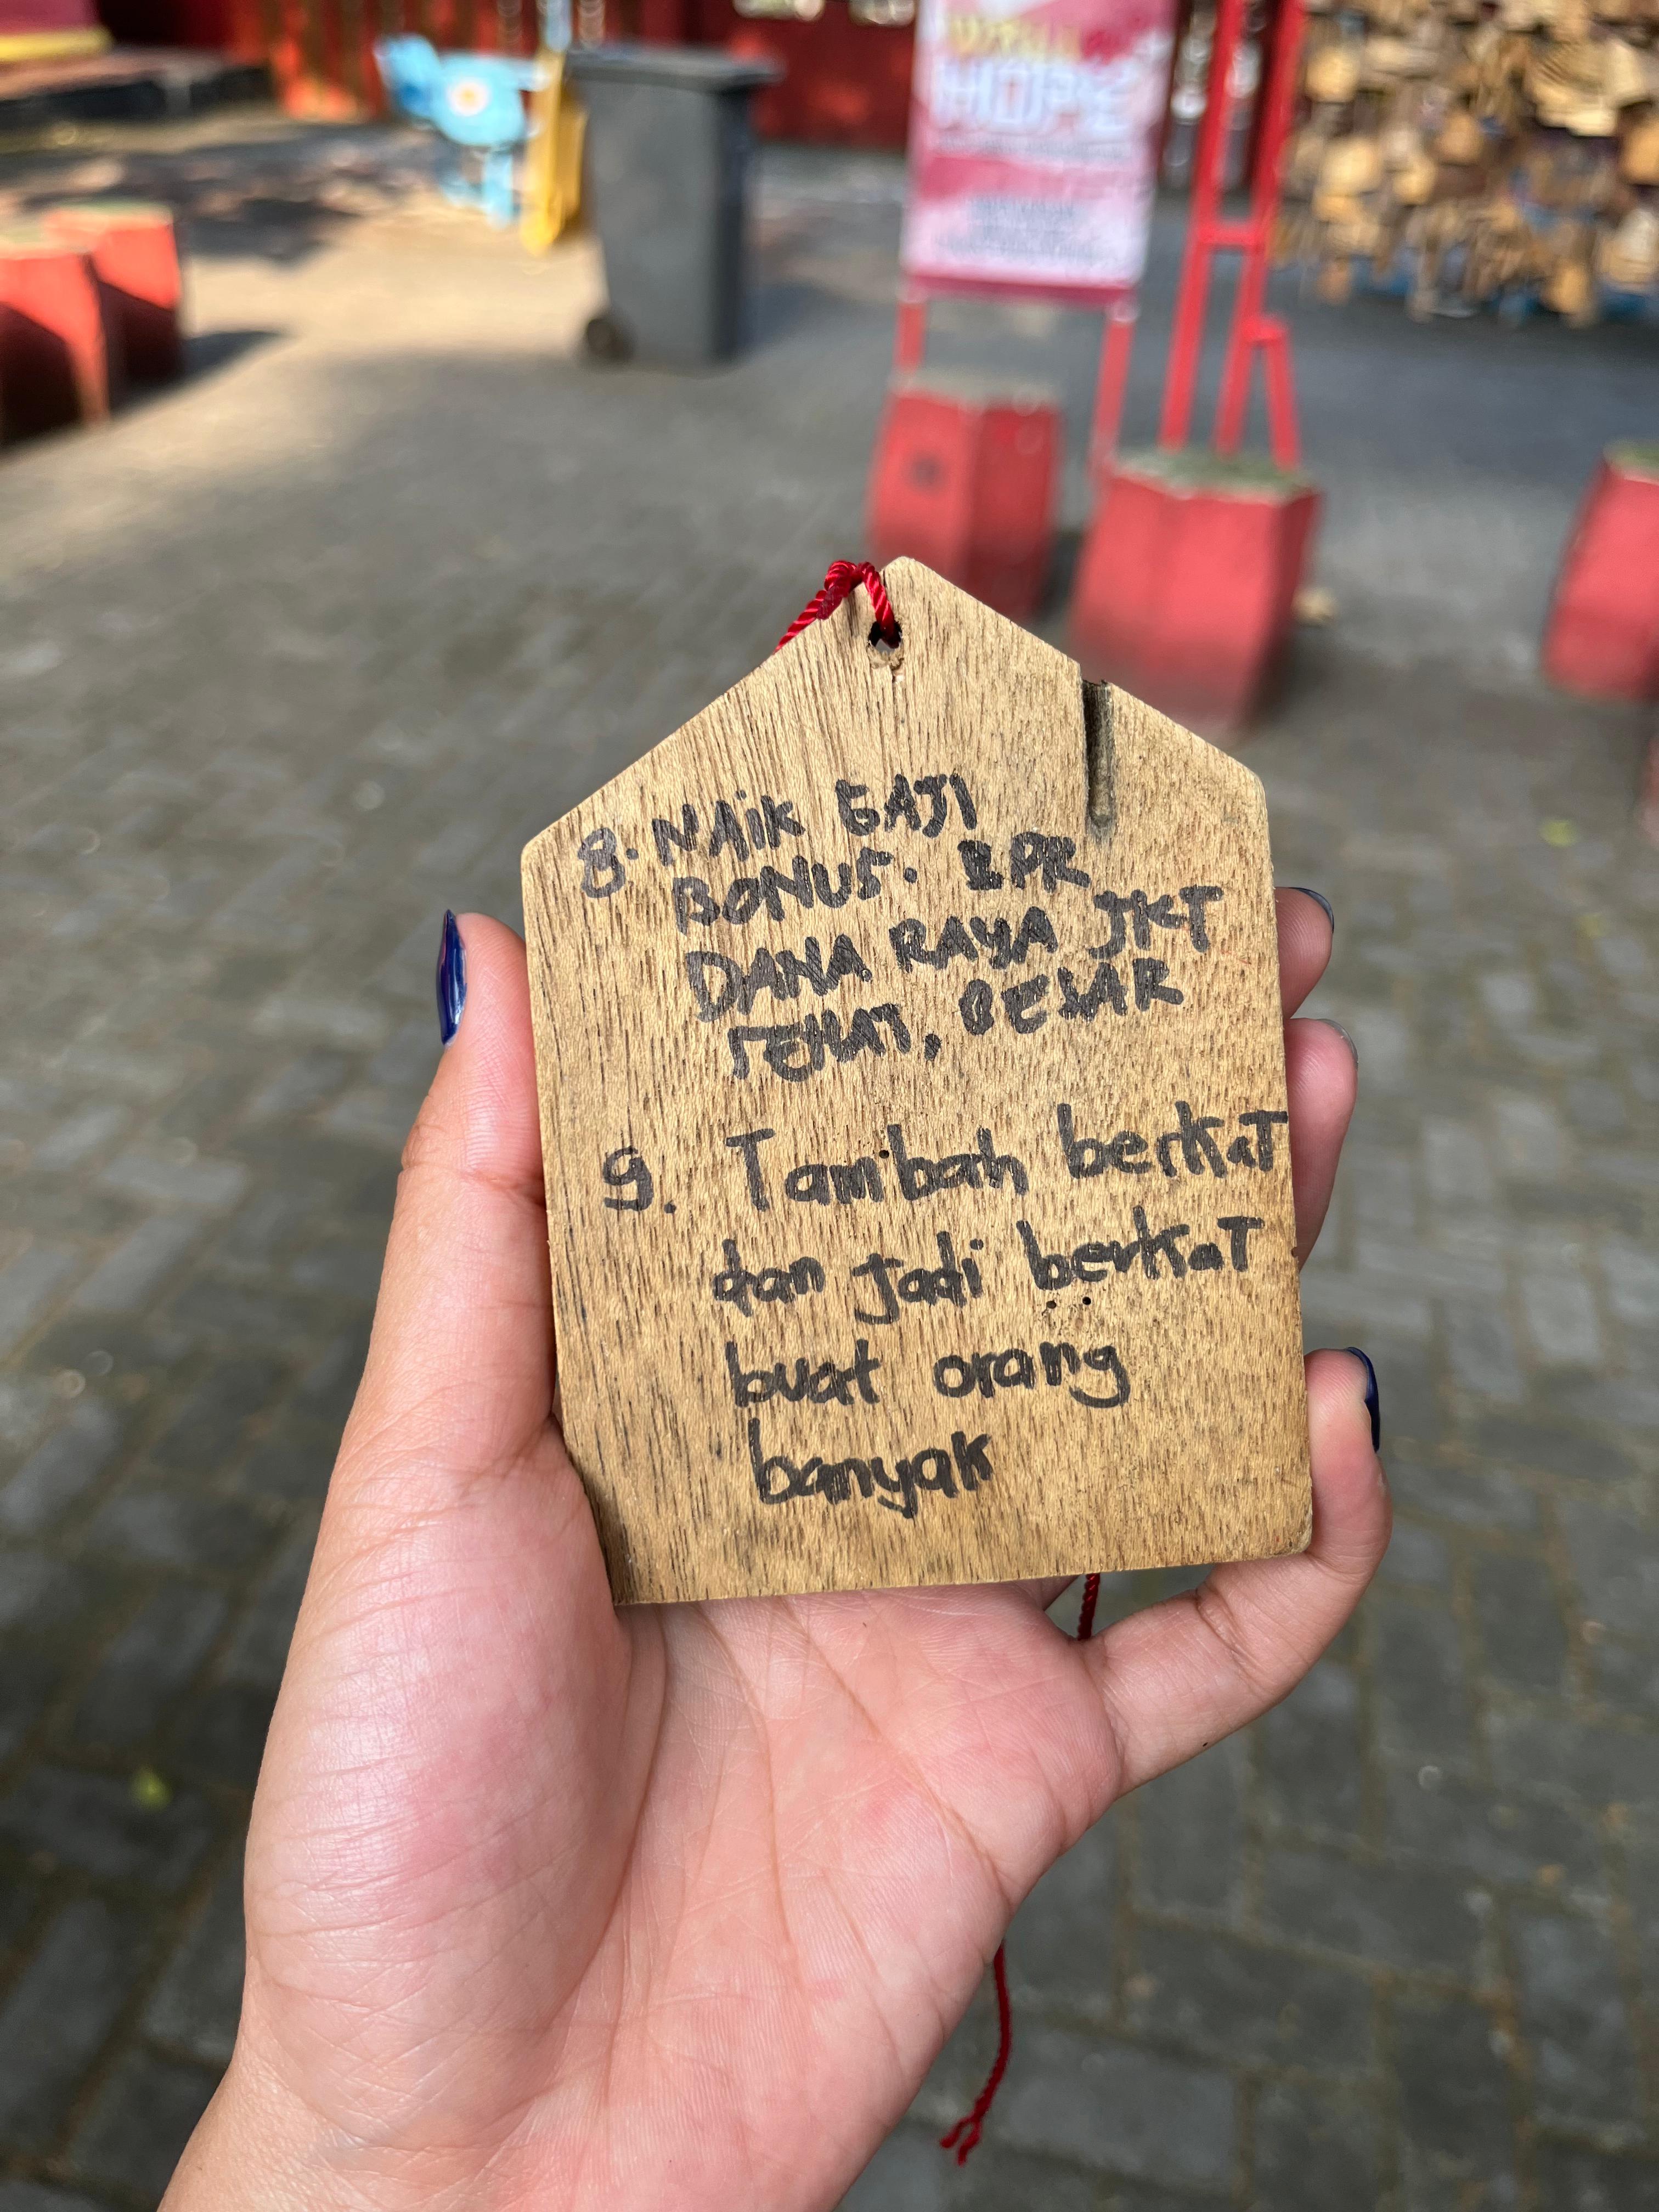 HOPE
8. NAIK GAJI
BONUS. BPR
DANA RAYA JKT
SEHAT, BESAR
9. Tambah berkat
dan jadi berkat
buat orang
banyak